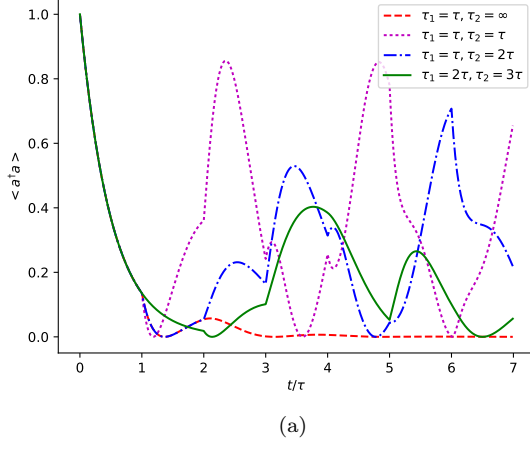 1.0
0.8
0.6
0.4
0.2
0.0
< a†a >
τ₁ = τ, τ₂ = ∞
τ₁ = τ, τ₂ = τ
τ₁ = τ, τ₂ = 2τ
τ₁ = 2τ, τ₂ = 3τ
0 1 2 3 4 5 6 7
t/τ
(a)